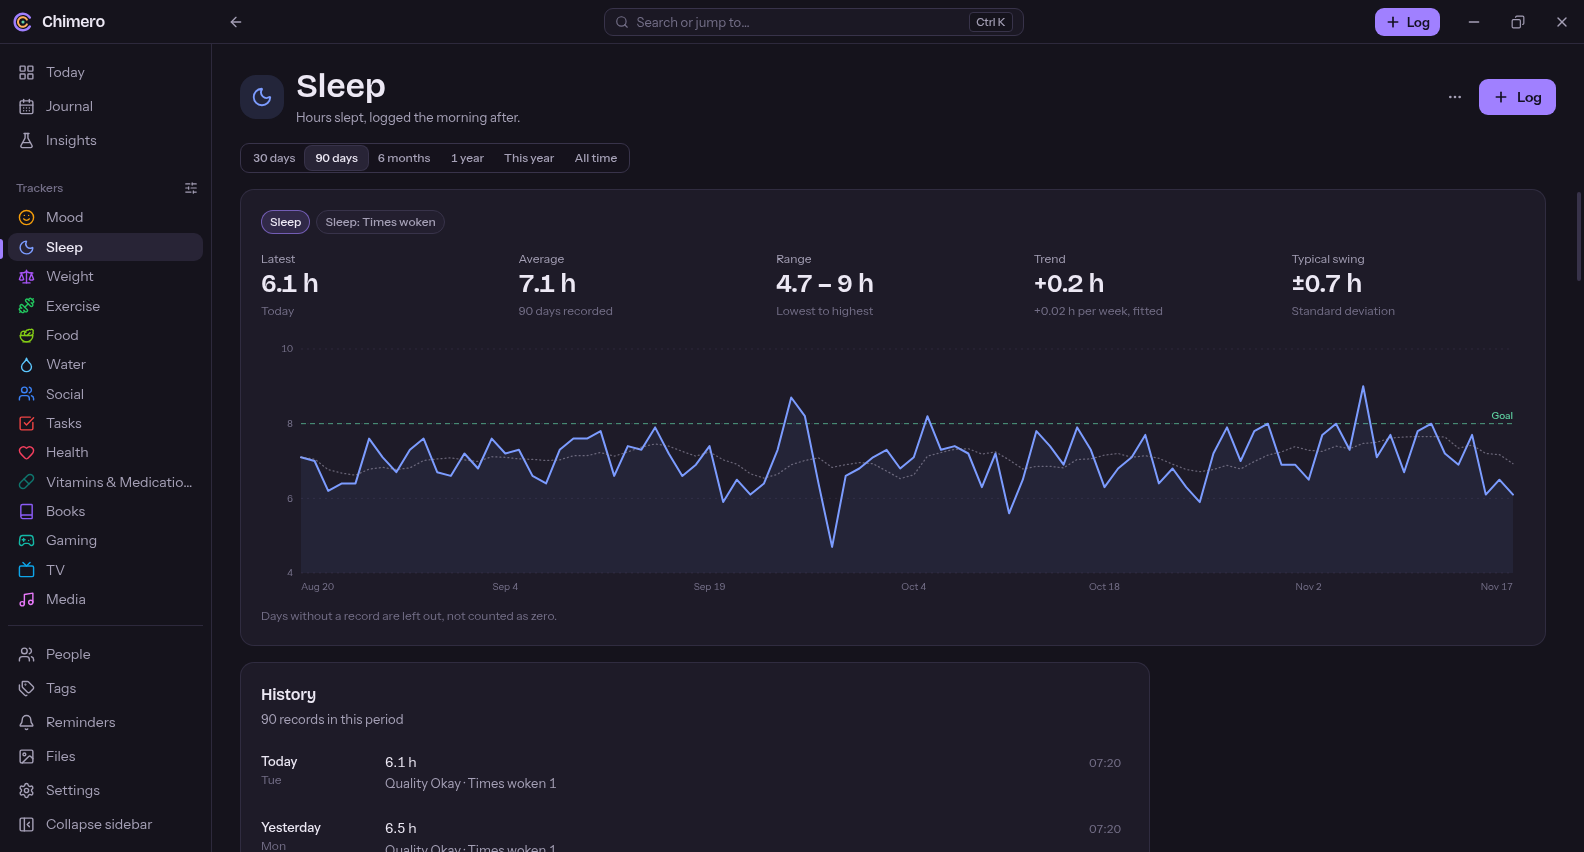 Chimero
Search or jump to...
Ctrl K
+ Log
Today
Journal
Insights
Trackers
Mood
Sleep
Weight
Exercise
Food
Water
Social
Tasks
Health
Vitamins & Medicatio...
Books
Gaming
TV
Media
People
Tags
Reminders
Files
Settings
Collapse sidebar
Sleep
Hours slept, logged the morning after.
+ Log
30 days 90 days 6 months 1 year This year All time
Sleep Sleep: Times woken
Latest
6.1 h
Today
Average
7.1 h
90 days recorded
Range
4.7 – 9 h
Lowest to highest
Trend
+0.2 h
+0.02 h per week, fitted
Typical swing
±0.7 h
Standard deviation
10
8
6
4
Goal
Aug 20 Sep 4 Sep 19 Oct 4 Oct 18 Nov 2 Nov 17
Days without a record are left out, not counted as zero.
History
90 records in this period
Today
Tue
6.1 h
Quality Okay · Times woken 1
07:20
Yesterday
Mon
6.5 h
Quality Okay · Times woken 1
07:20